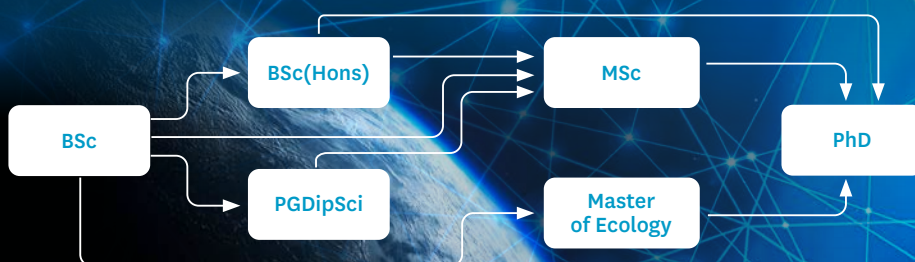 BSc(Hons)
MSc
BSc
PhD
PGDipSci
Master
of Ecology